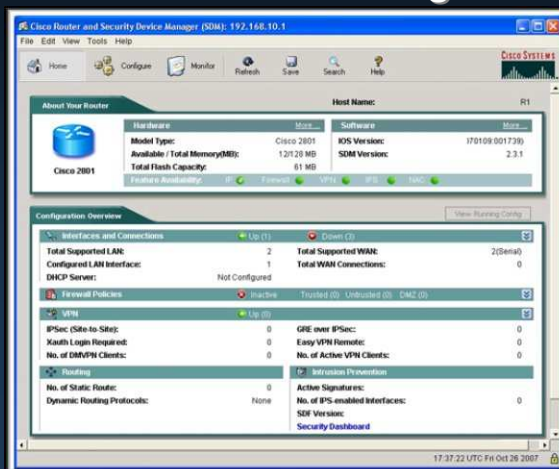 Cisco Router and Security Device Manager (SDM): 192.168.10.1
File Edit View Tools Help
Home Configure Monitor Refresh Save Search Help
CISCO SYSTEMS
About Your Router Host Name: R1
Hardware More... Software More...
Model Type: Cisco 2801 IOS Version: )70109:001739)
Available / Total Memory(MB): 12/128 MB SDM Version: 2.3.1
Total Flash Capacity: 61 MB
Cisco 2801
Feature Availability: IP Firewall VPN IPS NAC
Configuration Overview View Running Config
Interfaces and Connections Up (1) Down (3)
Total Supported LAN: 2 Total Supported WAN: 2(Serial)
Configured LAN Interface: 1 Total WAN Connections: 0
DHCP Server: Not Configured
Firewall Policies Inactive Trusted (0) Untrusted (0) DMZ (0)
VPN Up (0)
IPSec (Site-to-Site): 0 GRE over IPSec: 0
Xauth Login Required: 0 Easy VPN Remote: 0
No. of DMVPN Clients: 0 No. of Active VPN Clients: 0
Routing Intrusion Prevention
No. of Static Route: 0 Active Signatures:
Dynamic Routing Protocols: None No. of IPS-enabled Interfaces: 0
SDF Version:
Security Dashboard
17:37:22 UTC Fri Oct 26 2007